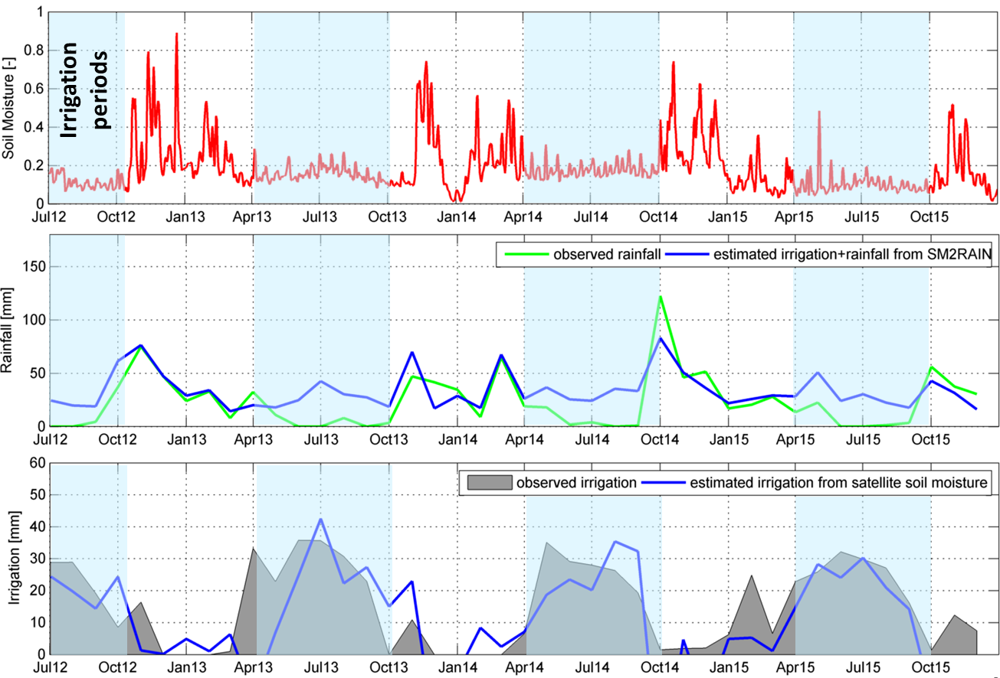 1
0.8
0.6
0.4
0.2
0
Soil Moisture [-]
Irrigation
periods
Jul12 Oct12 Jan13 Apr13 Jul13 Oct13 Jan14 Apr14 Jul14 Oct14 Jan15 Apr15 Jul15 Oct15
observed rainfall estimated irrigation+rainfall from SM2RAIN
150
100
50
0
Rainfall [mm]
Jul12 Oct12 Jan13 Apr13 Jul13 Oct13 Jan14 Apr14 Jul14 Oct14 Jan15 Apr15 Jul15 Oct15
observed irrigation estimated irrigation from satellite soil moisture
60
50
40
30
20
10
0
Irrigation [mm]
Jul12 Oct12 Jan13 Apr13 Jul13 Oct13 Jan14 Apr14 Jul14 Oct14 Jan15 Apr15 Jul15 Oct15